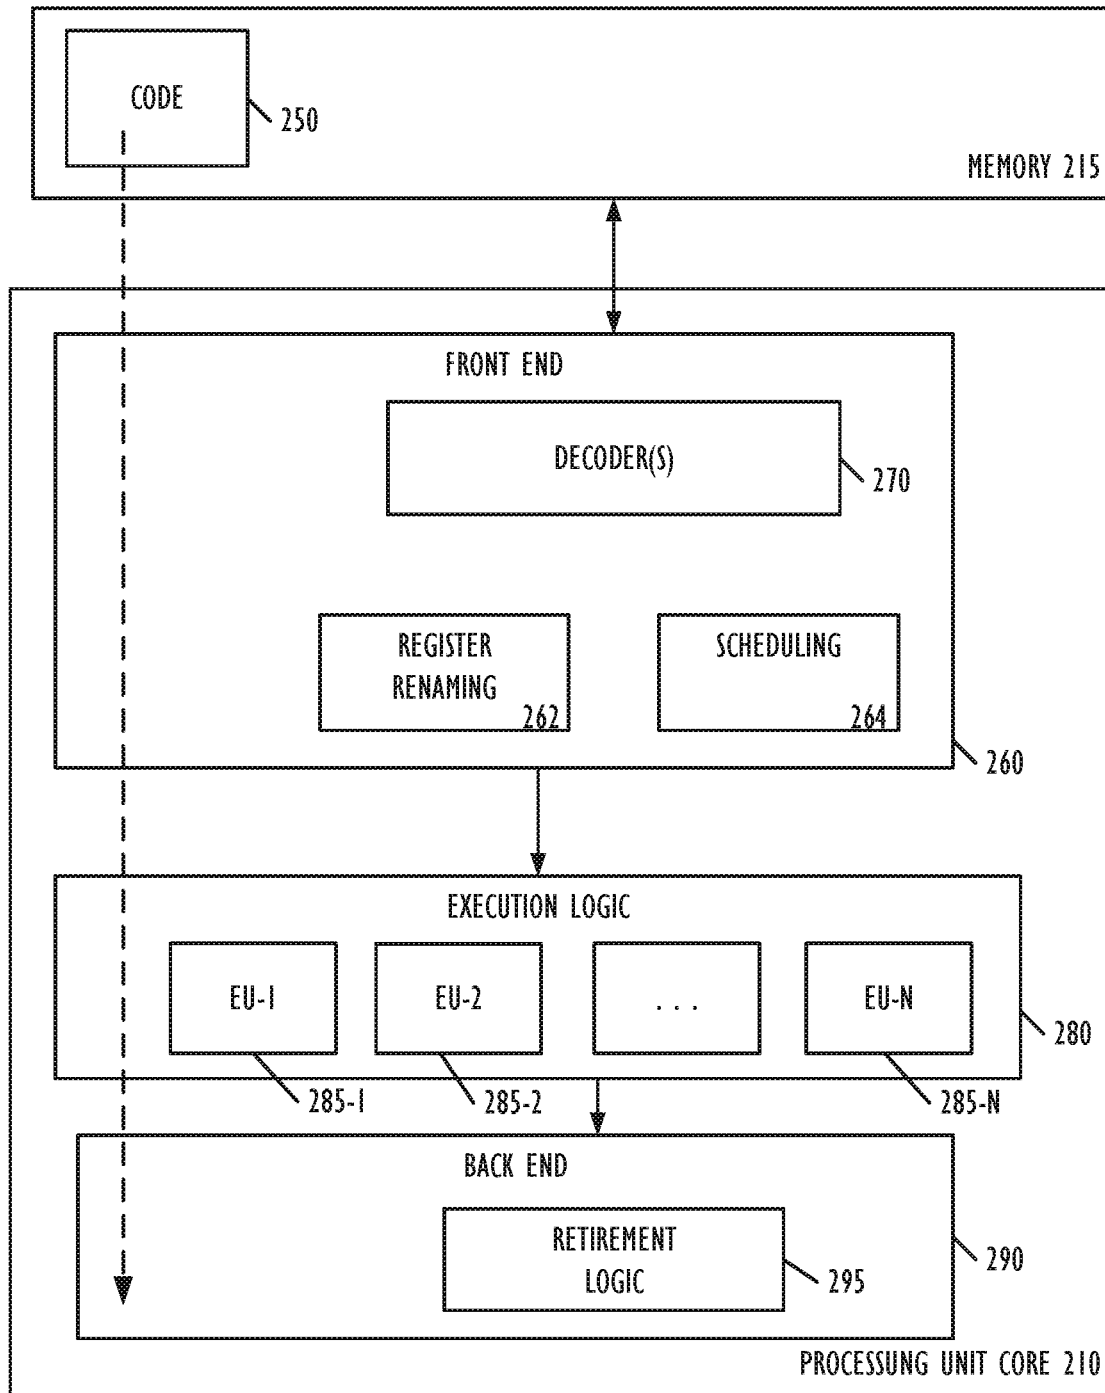 CODE
250
MEMORY 215
FRONT END
DECODER(S)
270
REGISTER
RENAMING
262
SCHEDULING
264
260
EXECUTION LOGIC
EU-1
EU-2
...
EU-N
280
285-1
285-2
285-N
BACK END
RETIREMENT
LOGIC
295
290
PROCESSUNG UNIT CORE 210